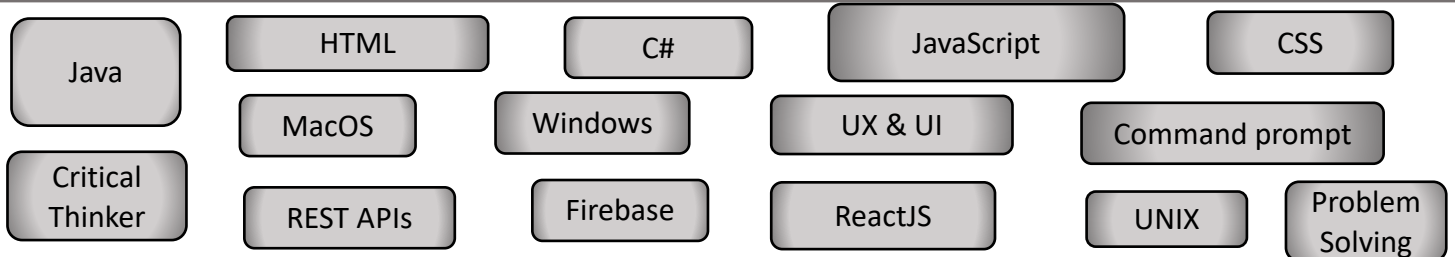 Java
HTML
C#
JavaScript
CSS
MacOS
Windows
UX & UI
Command prompt
Critical
Thinker
REST APIs
Firebase
ReactJS
UNIX
Problem
Solving